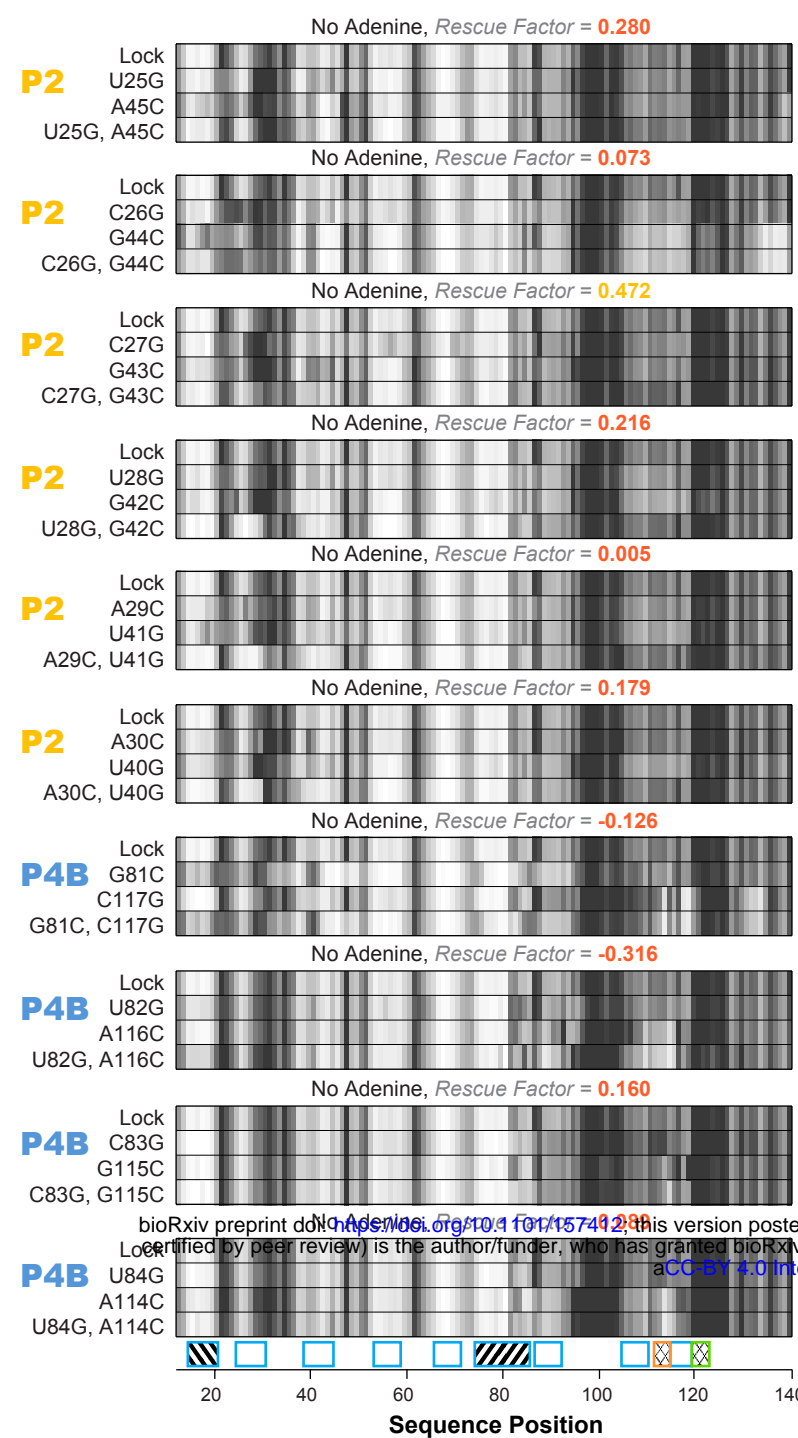 No Adenine, Rescue Factor = 0.280
Lock
P2
U25G
A45C
U25G, A45C
No Adenine, Rescue Factor = 0.073
Lock
P2
C26G
G44C
C26G, G44C
No Adenine, Rescue Factor = 0.472
Lock
P2
C27G
G43C
C27G, G43C
No Adenine, Rescue Factor = 0.216
Lock
P2
U28G
G42C
U28G, G42C
No Adenine, Rescue Factor = 0.005
Lock
P2
A29C
U41G
A29C, U41G
No Adenine, Rescue Factor = 0.179
Lock
P2
A30C
U40G
A30C, U40G
No Adenine, Rescue Factor = -0.126
Lock
P4B
G81C
C117G
G81C, C117G
No Adenine, Rescue Factor = -0.316
Lock
P4B
U82G
A116C
U82G, A116C
No Adenine, Rescue Factor = 0.160
Lock
P4B
C83G
G115C
C83G, G115C
No Adenine, Rescue Factor =
bioRxiv preprint doi: https://doi.org/10.1101/157412; this version poste
Lock
certified by peer review) is the author/funder, who has granted bioRxiv
aCC-BY 4.0 Inte
P4B
U84G
A114C
U84G, A114C
20 40 60 80 100 120 140
Sequence Position